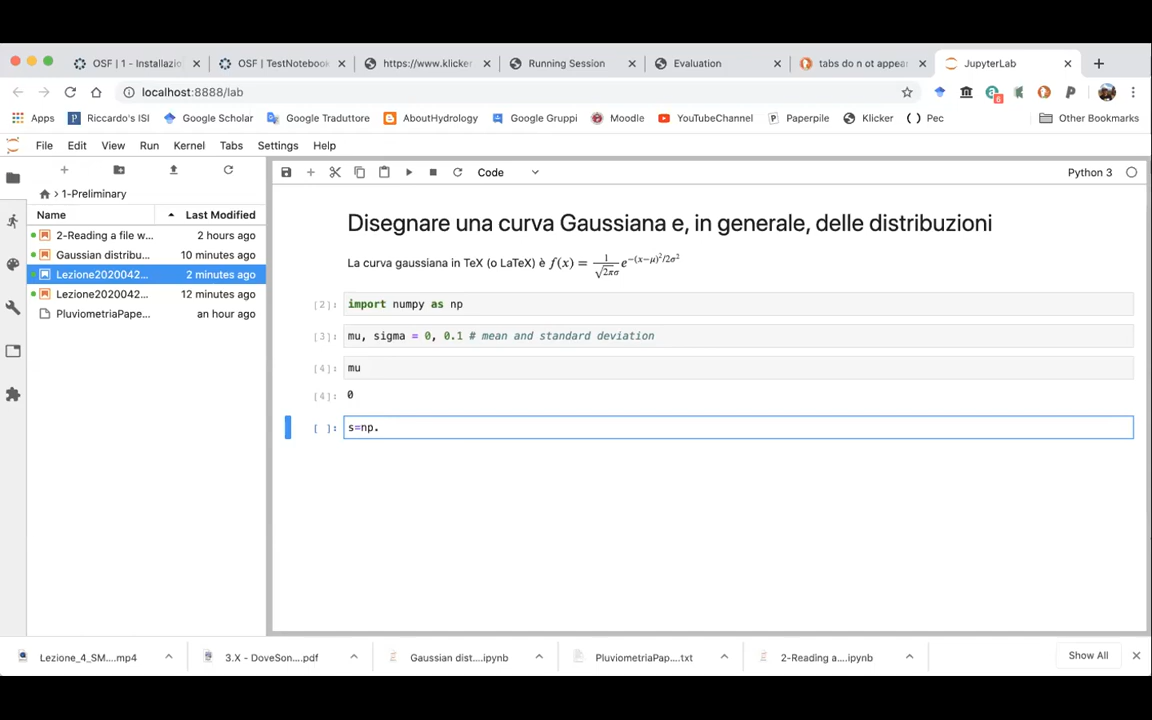 OSF | 1 - Installazio
OSF | TestNotebook
https://www.klicker
Running Session
Evaluation
tabs do n ot appear
JupyterLab
localhost:8888/lab
6
Apps
Riccardo's ISI
Google Scholar
Google Traduttore
AboutHydrology
Google Gruppi
Moodle
YouTubeChannel
Paperpile
Klicker
Pec
Other Bookmarks
File Edit View Run Kernel Tabs Settings Help
Code
Python 3
1-Preliminary
Name
Last Modified
2-Reading a file w...
2 hours ago
Gaussian distribu...
10 minutes ago
Lezione2020042...
2 minutes ago
Lezione2020042...
12 minutes ago
PluviometriaPape...
an hour ago
Disegnare una curva Gaussiana e, in generale, delle distribuzioni
La curva gaussiana in TeX (o LaTeX) è f(x) = 1/√2πσ e^−(x−μ)²/2σ²
[2]: import numpy as np
[3]: mu, sigma = 0, 0.1 # mean and standard deviation
[4]: mu
[4]: 0
[ ]: s=np.
Lezione_4_SM....mp4
3.X - DoveSon....pdf
Gaussian dist....ipynb
PluviometriaPap....txt
2-Reading a....ipynb
Show All